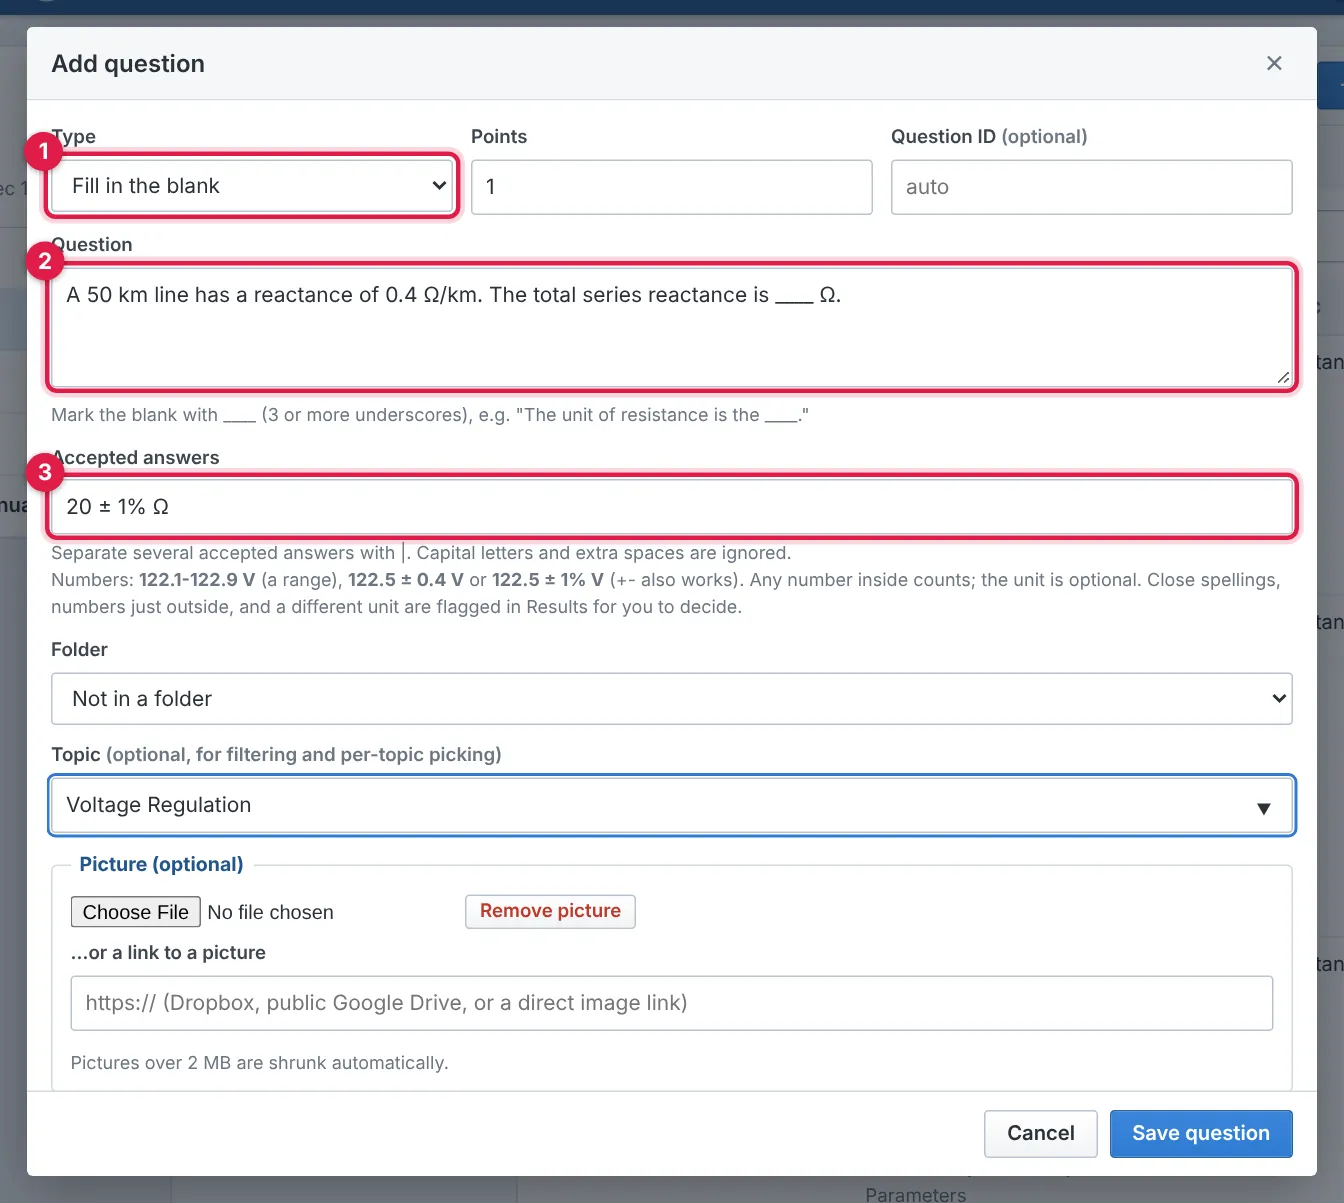 Add question
×
1
Type
Points
Question ID (optional)
Fill in the blank
1
auto
2
Question
A 50 km line has a reactance of 0.4 Ω/km. The total series reactance is ____ Ω.
Mark the blank with ____ (3 or more underscores), e.g. "The unit of resistance is the ____."
3
Accepted answers
20 ± 1% Ω
Separate several accepted answers with |. Capital letters and extra spaces are ignored.
Numbers: 122.1-122.9 V (a range), 122.5 ± 0.4 V or 122.5 ± 1% V (+- also works). Any number inside counts; the unit is optional. Close spellings,
numbers just outside, and a different unit are flagged in Results for you to decide.
Folder
Not in a folder
Topic (optional, for filtering and per-topic picking)
Voltage Regulation
Picture (optional)
Choose File No file chosen
Remove picture
...or a link to a picture
https:// (Dropbox, public Google Drive, or a direct image link)
Pictures over 2 MB are shrunk automatically.
Cancel
Save question
Parameters